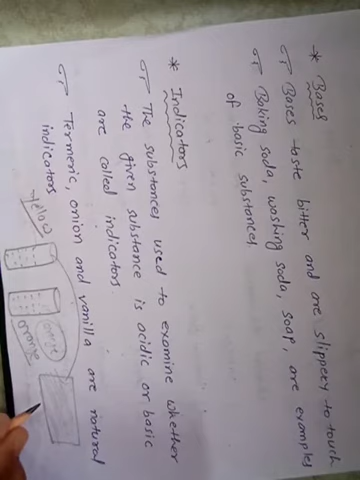 * Bases
Bases taste bitter and are slippery to touch
Baking soda, washing soda, soap, are examples
of basic substances
* Indicators
The substances used to examine whether
the given substance is acidic or basic
are called indicators.
Termeric, onion and vanilla are natural
indicators
orange